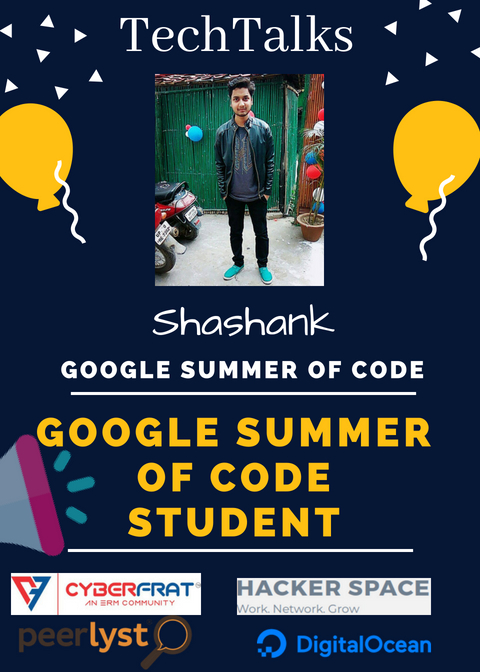 TechTalks
Shashank
GOOGLE SUMMER OF CODE
GOOGLE SUMMER
OF CODE
STUDENT
CYBERFRAT
AN ERM COMMUNITY
HACKER SPACE
Work. Network. Grow
peerlyst
DigitalOcean